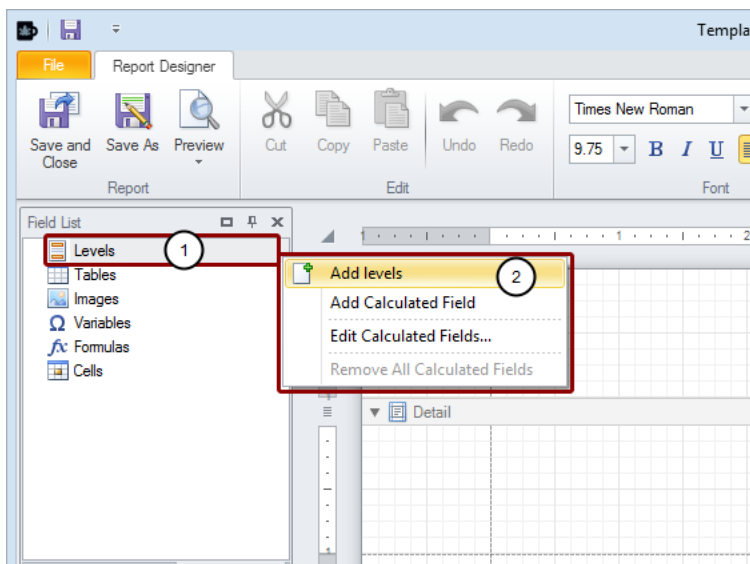 Templa
File Report Designer
Save and Close Save As Preview Cut Copy Paste Undo Redo Times New Roman
9.75 B I U
Report Edit Font
Field List
Levels 1
Tables
Images
Variables
Formulas
Cells
1 1 2
Add levels 2
Add Calculated Field
Edit Calculated Fields...
Remove All Calculated Fields
Detail